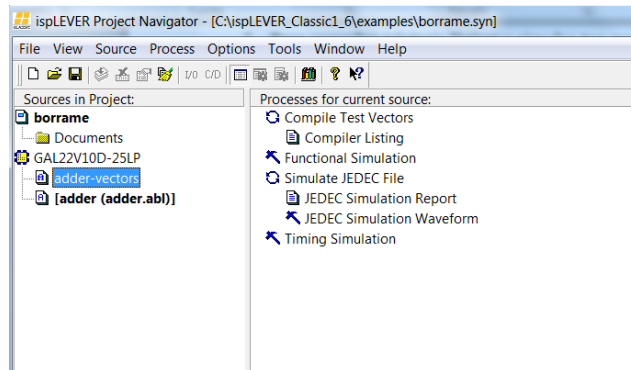 ispLEVER Project Navigator - [C:\ispLEVER_Classic1_6\examples\borrame.syn]
File View Source Process Options Tools Window Help
I/O C/D
Sources in Project:
borrame
Documents
GAL22V10D-25LP
adder-vectors
[adder (adder.abl)]
Processes for current source:
Compile Test Vectors
Compiler Listing
Functional Simulation
Simulate JEDEC File
JEDEC Simulation Report
JEDEC Simulation Waveform
Timing Simulation